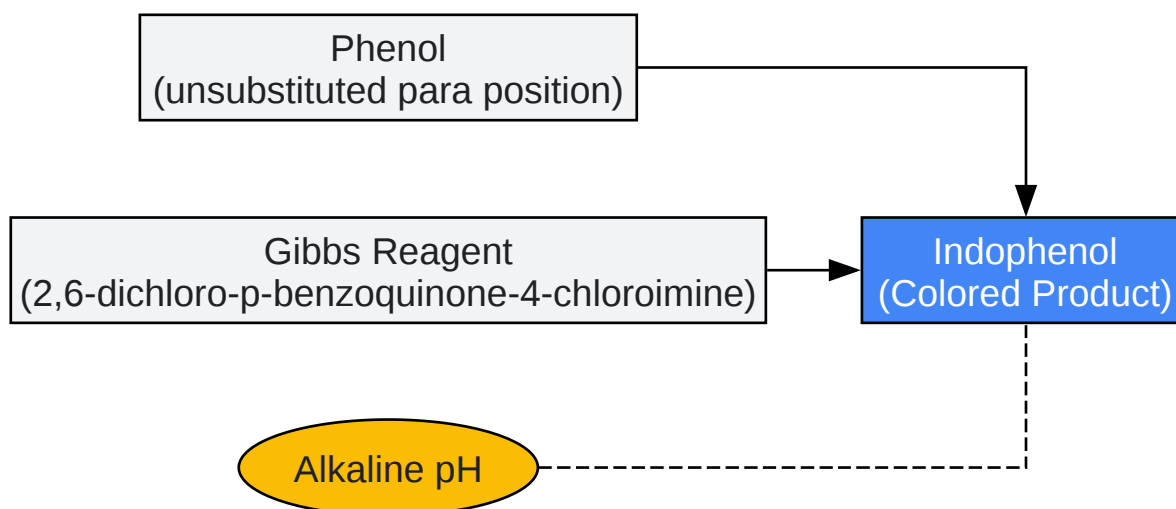 Phenol
(unsubstituted para position)
Gibbs Reagent
(2,6-dichloro-p-benzoquinone-4-chloroimine)
Indophenol
(Colored Product)
Alkaline pH